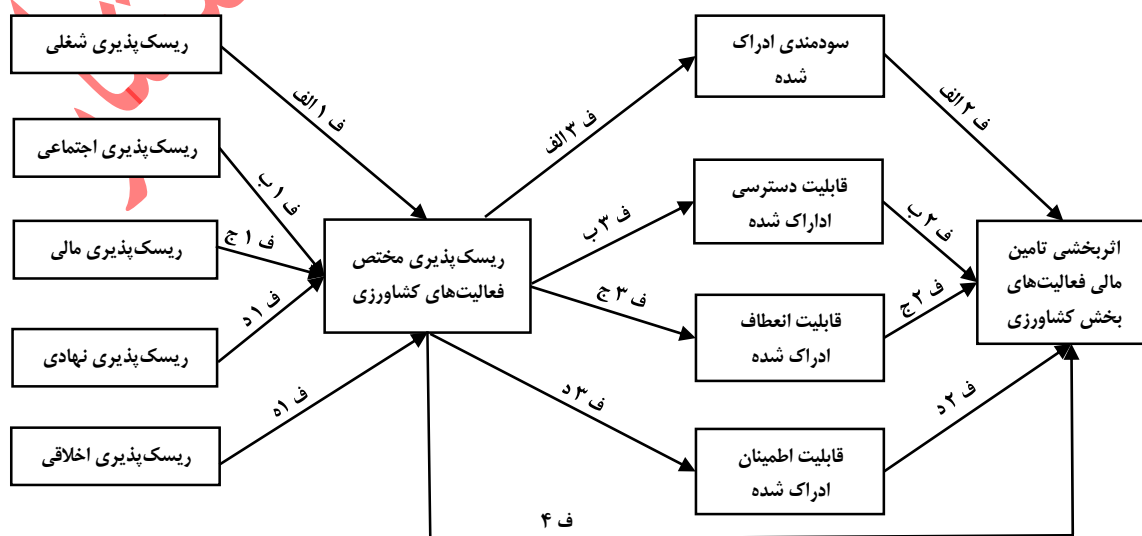 ریسک‌پذیری شغلی
ریسک‌پذیری اجتماعی
ریسک‌پذیری مالی
ریسک‌پذیری نهادی
ریسک‌پذیری اخلاقی
ف ۱ الف
ف ۱ ب
ف ۱ ج
ف ۱ د
ف ۱ ه
ریسک‌پذیری مختص
فعالیت‌های کشاورزی
ف ۳ الف
ف ۳ ب
ف ۳ ج
ف ۳ د
سودمندی ادراک
شده
قابلیت دسترسی
اداراک شده
قابلیت انعطاف
ادراک شده
قابلیت اطمینان
ادراک شده
ف ۲ الف
ف ۲ ب
ف ۲ ج
ف ۲ د
اثربخشی تامین
مالی فعالیت‌های
بخش کشاورزی
ف ۴